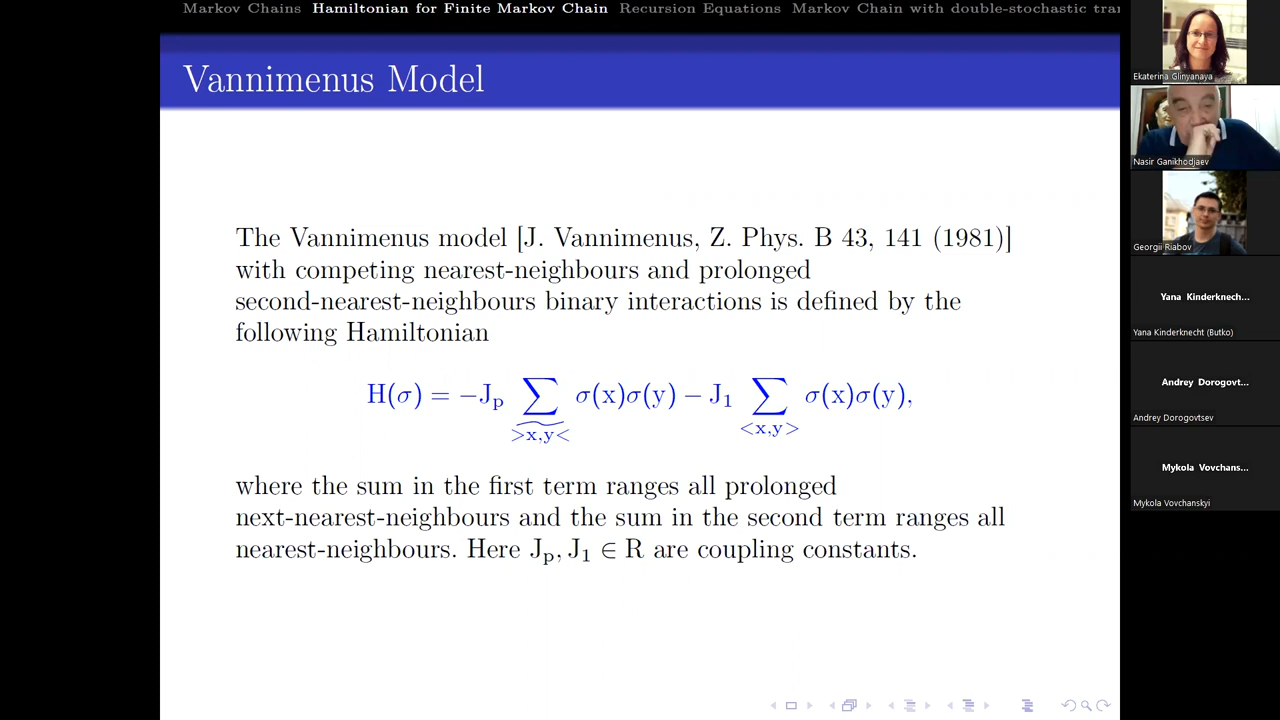 Markov Chains Hamiltonian for Finite Markov Chain Recursion Equations Markov Chain with double-stochastic tran
Vannimenus Model
The Vannimenus model [J. Vannimenus, Z. Phys. B 43, 141 (1981)]
with competing nearest-neighbours and prolonged
second-nearest-neighbours binary interactions is defined by the
following Hamiltonian
H(σ) = −J_p ∑_{>x,y<} σ(x)σ(y) − J_1 ∑_{<x,y>} σ(x)σ(y),
where the sum in the first term ranges all prolonged
next-nearest-neighbours and the sum in the second term ranges all
nearest-neighbours. Here J_p, J_1 ∈ R are coupling constants.
Ekaterina Glinyanaya
Nasir Ganikhodjaev
Georgii Riabov
Yana Kinderknech...
Yana Kinderknecht (Butko)
Andrey Dorogovt...
Andrey Dorogovtsev
Mykola Vovchans...
Mykola Vovchanskyi